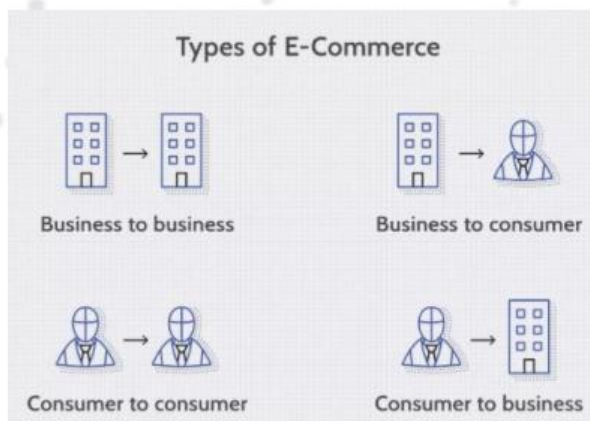 Types of E-Commerce
Business to business
Business to consumer
Consumer to consumer
Consumer to business